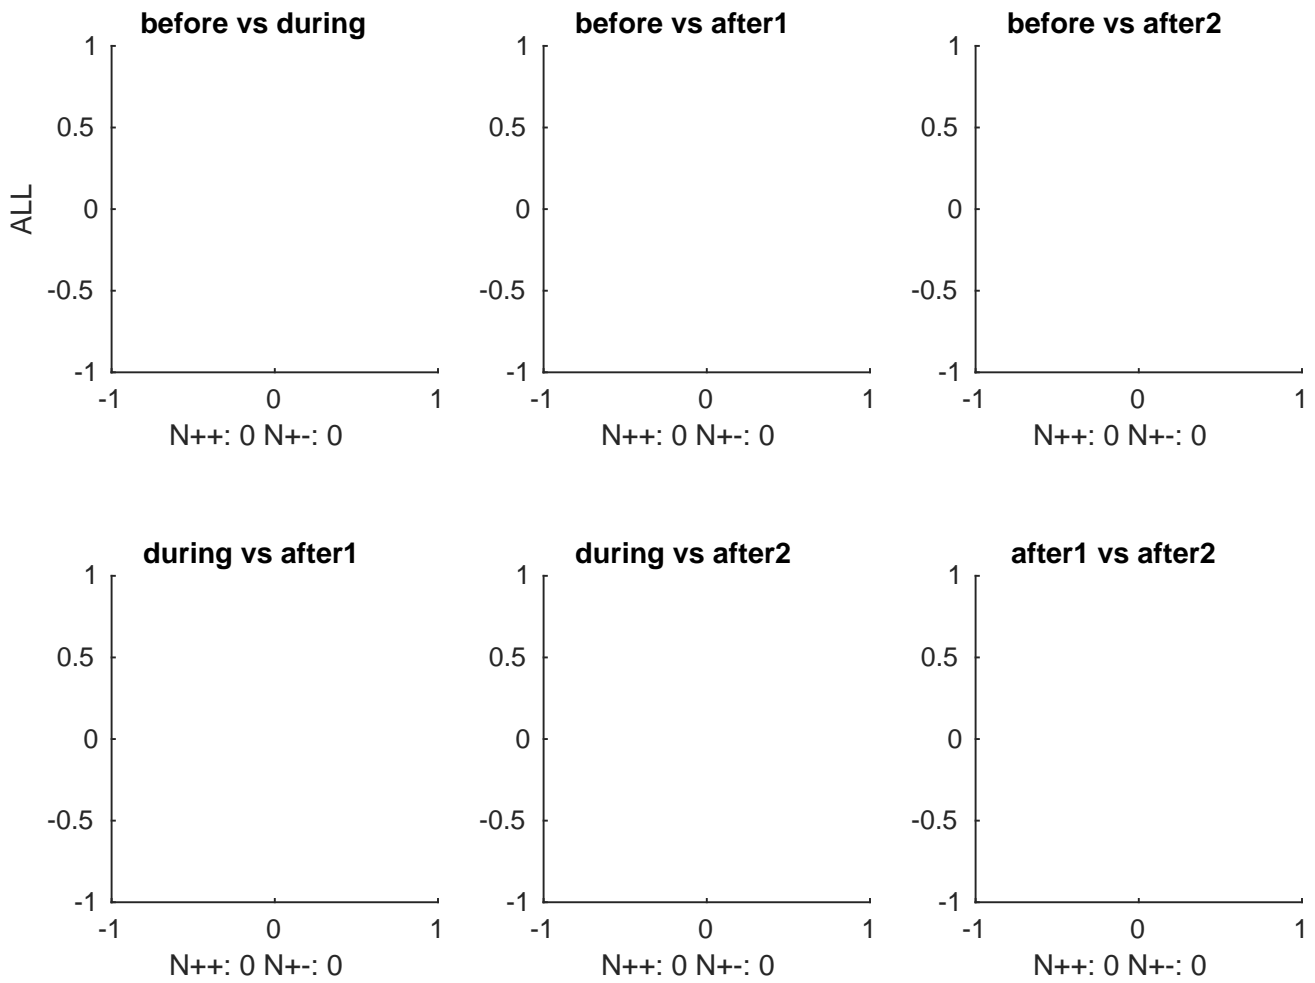 before vs during
before vs after1
before vs after2
1
0.5
0
-0.5
-1
ALL
-1 0 1
N++: 0 N+-: 0
1
0.5
0
-0.5
-1
-1 0 1
N++: 0 N+-: 0
1
0.5
0
-0.5
-1
-1 0 1
N++: 0 N+-: 0
during vs after1
during vs after2
after1 vs after2
1
0.5
0
-0.5
-1
-1 0 1
N++: 0 N+-: 0
1
0.5
0
-0.5
-1
-1 0 1
N++: 0 N+-: 0
1
0.5
0
-0.5
-1
-1 0 1
N++: 0 N+-: 0